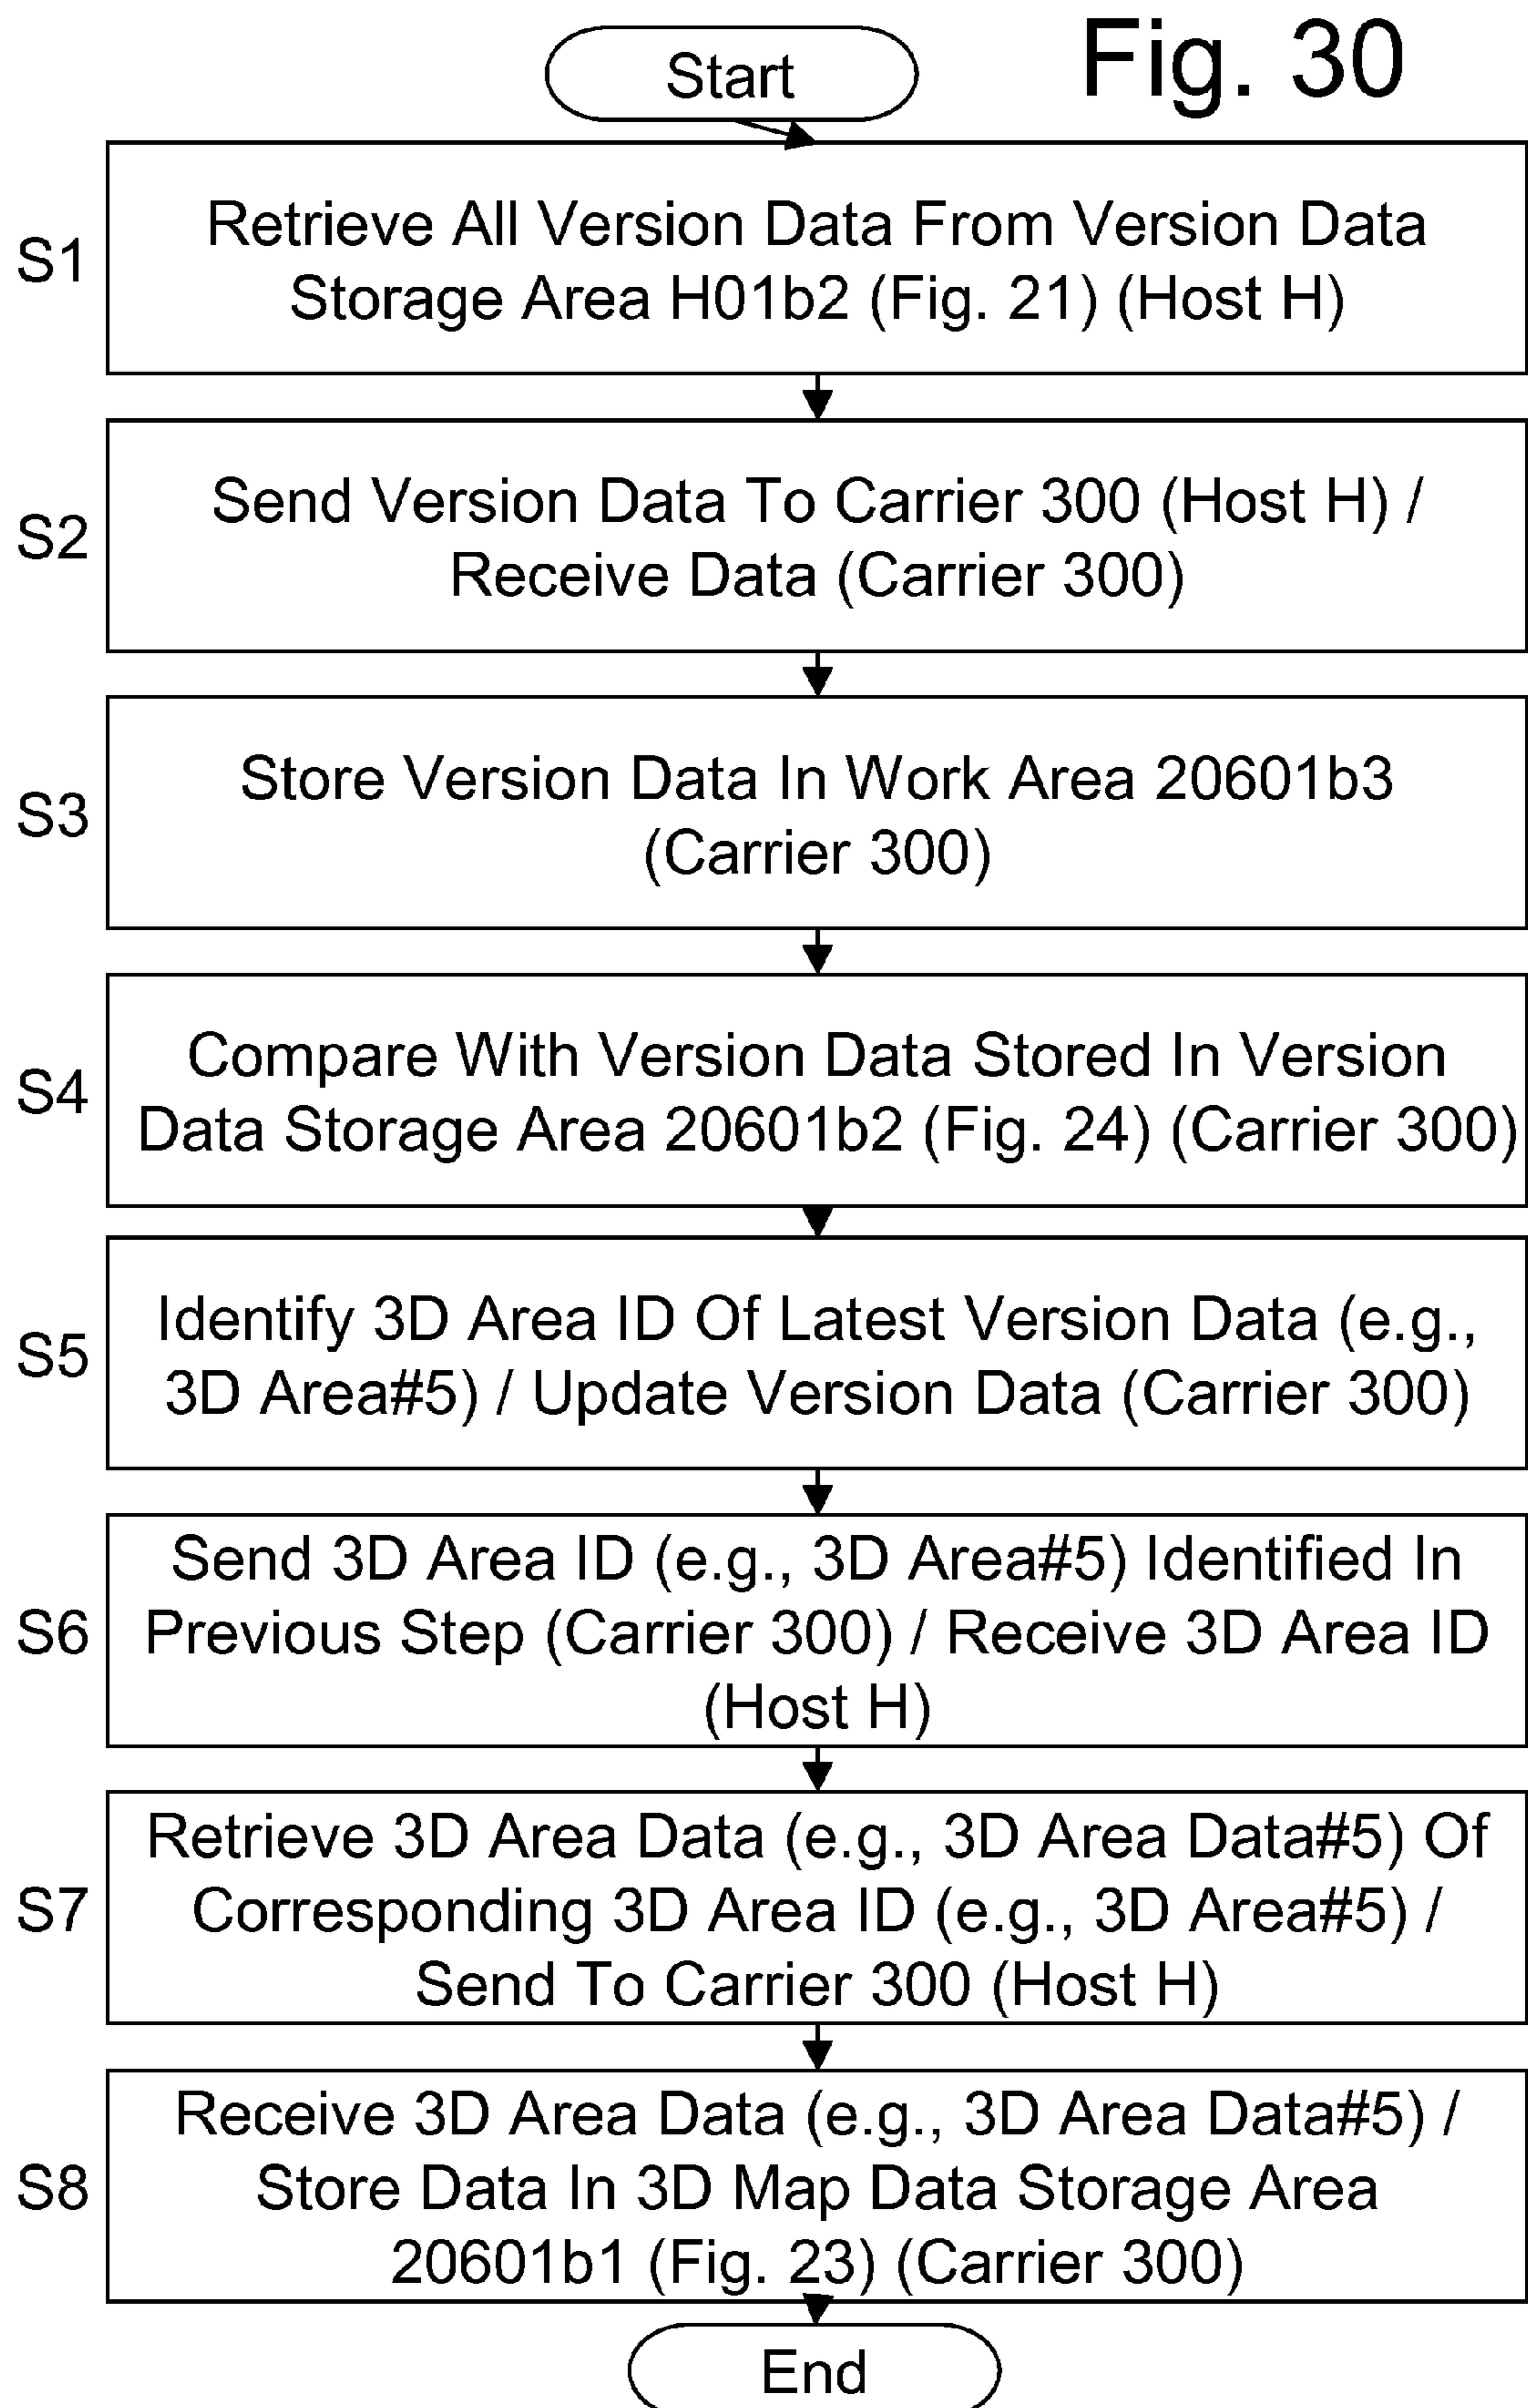 Fig. 30
Start
S1
Retrieve All Version Data From Version Data
Storage Area H01b2 (Fig. 21) (Host H)
S2
Send Version Data To Carrier 300 (Host H) /
Receive Data (Carrier 300)
S3
Store Version Data In Work Area 20601b3
(Carrier 300)
S4
Compare With Version Data Stored In Version
Data Storage Area 20601b2 (Fig. 24) (Carrier 300)
S5
Identify 3D Area ID Of Latest Version Data (e.g.,
3D Area#5) / Update Version Data (Carrier 300)
S6
Send 3D Area ID (e.g., 3D Area#5) Identified In
Previous Step (Carrier 300) / Receive 3D Area ID
(Host H)
S7
Retrieve 3D Area Data (e.g., 3D Area Data#5) Of
Corresponding 3D Area ID (e.g., 3D Area#5) /
Send To Carrier 300 (Host H)
S8
Receive 3D Area Data (e.g., 3D Area Data#5) /
Store Data In 3D Map Data Storage Area
20601b1 (Fig. 23) (Carrier 300)
End